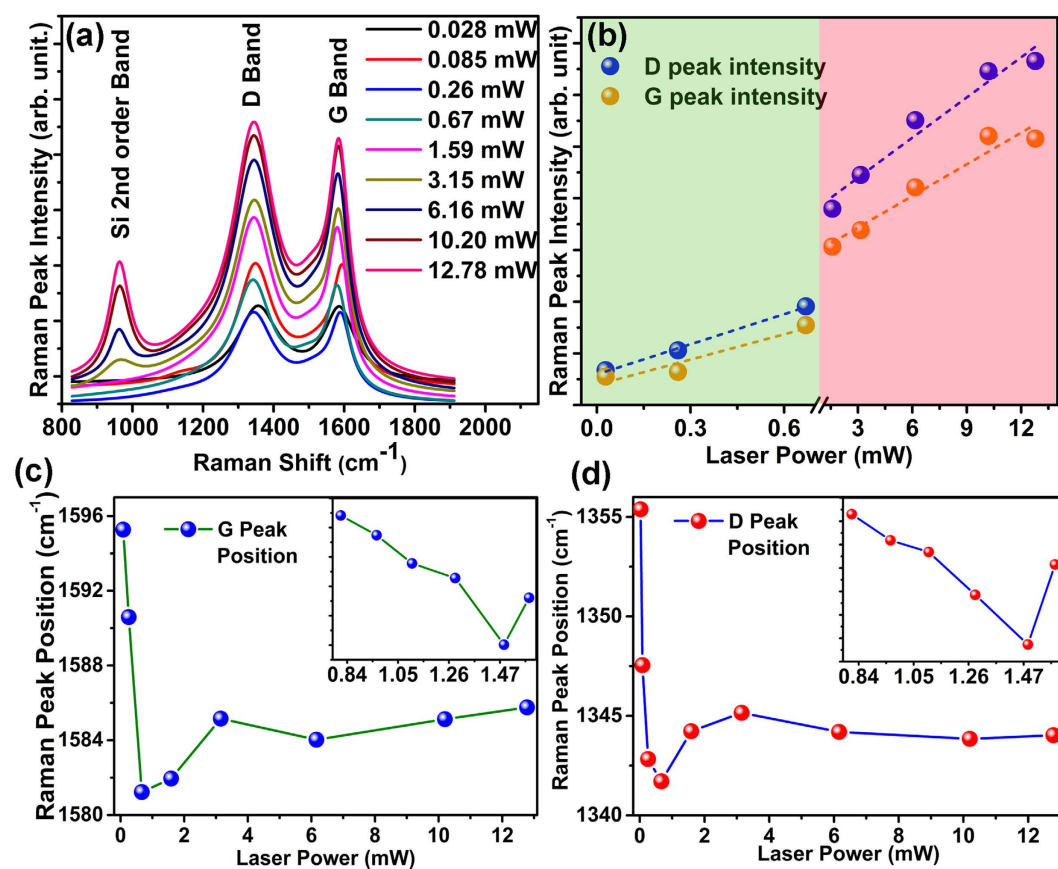 (a)
Raman Peak Intensity (arb. unit.)
Si 2nd order Band
D Band
G Band
0.028 mW
0.085 mW
0.26 mW
0.67 mW
1.59 mW
3.15 mW
6.16 mW
10.20 mW
12.78 mW
800 1000 1200 1400 1600 1800 2000
Raman Shift (cm-1)
(b)
Raman Peak Intensity (arb. unit)
D peak intensity
G peak intensity
0.0 0.3 0.6 3 6 9 12
Laser Power (mW)
(c)
Raman Peak Position (cm-1)
1596
1592
1588
1584
1580
G Peak
Position
0.84 1.05 1.26 1.47
0 2 4 6 8 10 12
Laser Power (mW)
(d)
Raman Peak Position (cm-1)
1355
1350
1345
1340
D Peak
Position
0.84 1.05 1.26 1.47
0 2 4 6 8 10 12
Laser Power (mW)